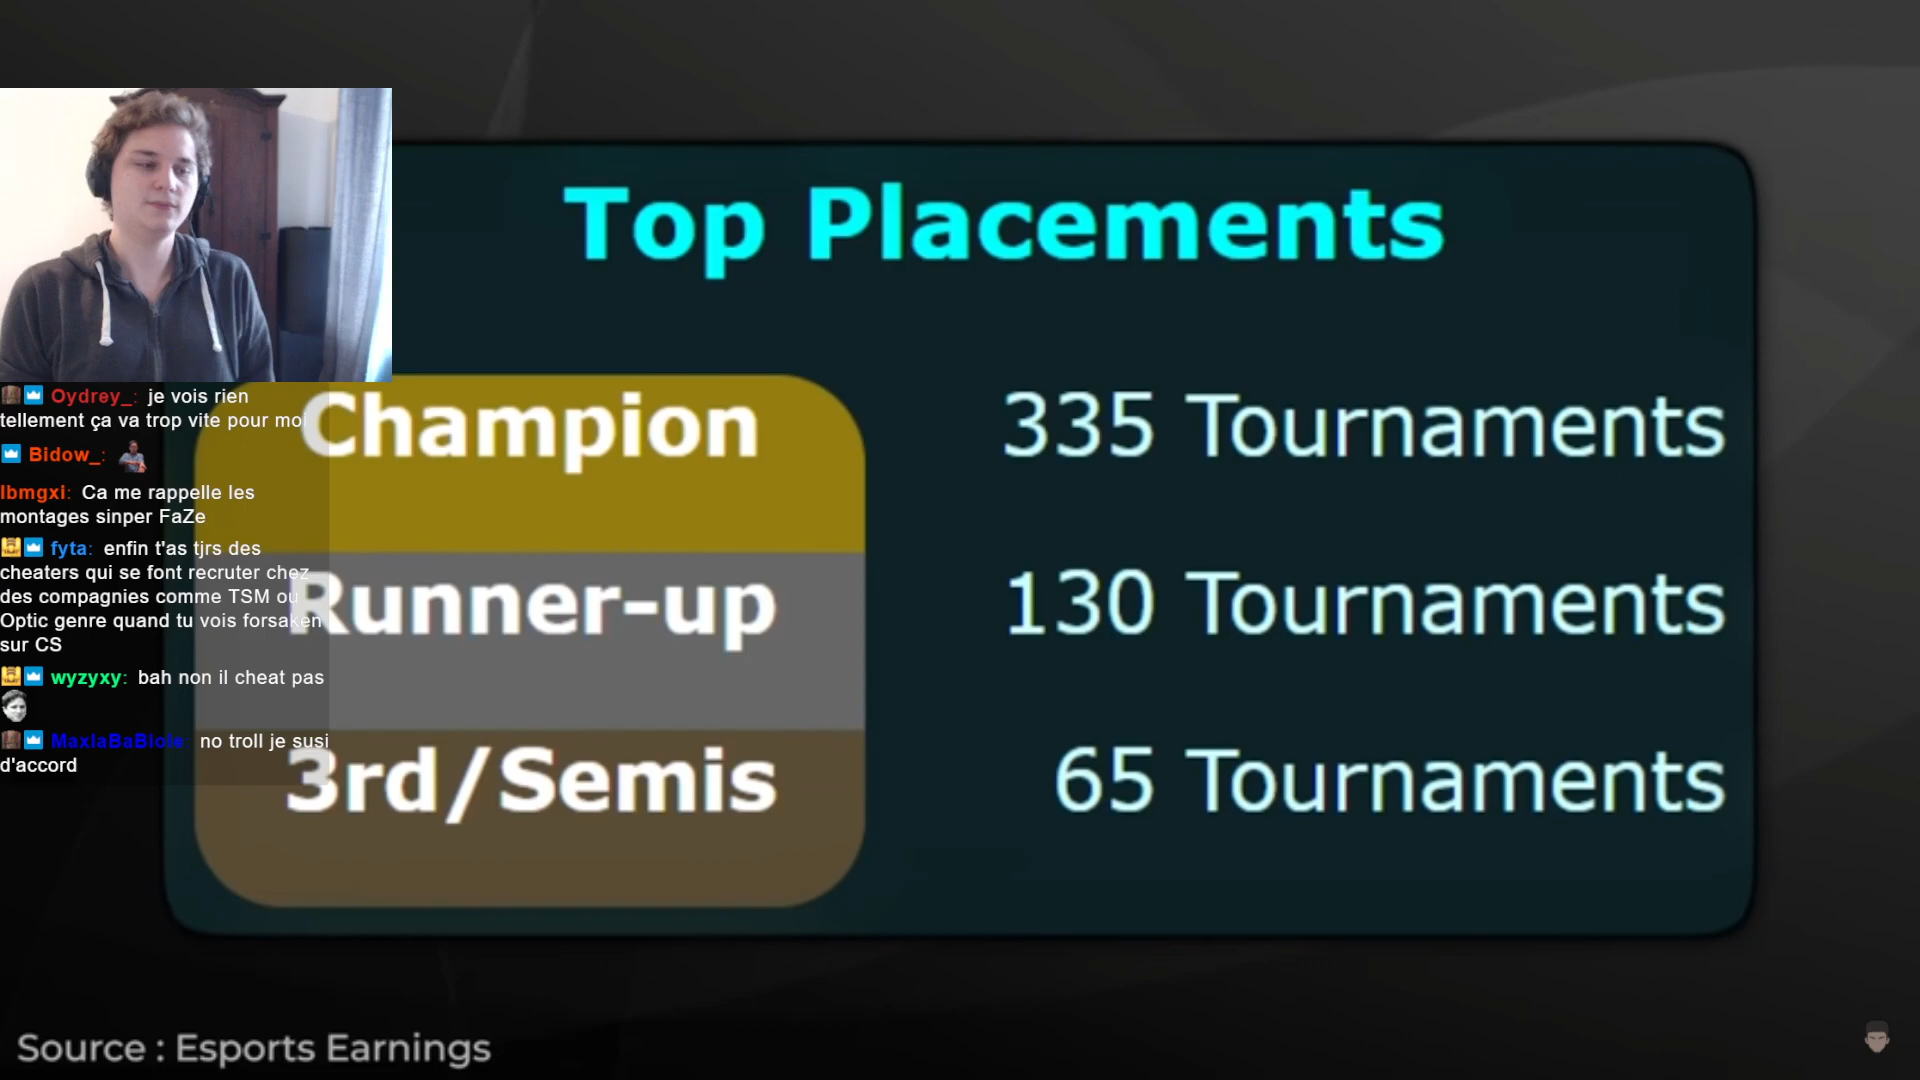 Top Placements
Champion 335 Tournaments
Runner-up 130 Tournaments
3rd/Semis 65 Tournaments
Oydrey_: je vois rien
tellement ça va trop vite pour moi
Bidow_:
lbmgxi: Ca me rappelle les
montages sinper FaZe
fyta: enfin t'as tjrs des
cheaters qui se font recruter chez
des compagnies comme TSM ou
Optic genre quand tu vois forsaken
sur CS
wyzyxy: bah non il cheat pas
MaxlaBaBiole: no troll je susi
d'accord
Source : Esports Earnings